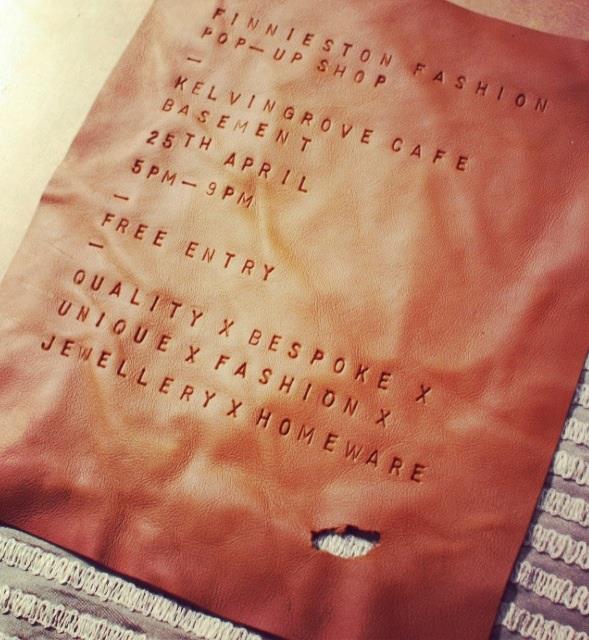 FINNIESTON FASHION
POP—UP SHOP
—
KELVINGROVE CAFE
BASEMENT
25TH APRIL
5PM—9PM
—
FREE ENTRY
—
QUALITY X BESPOKE X
UNIQUE X FASHION X
JEWELLERY X HOMEWARE